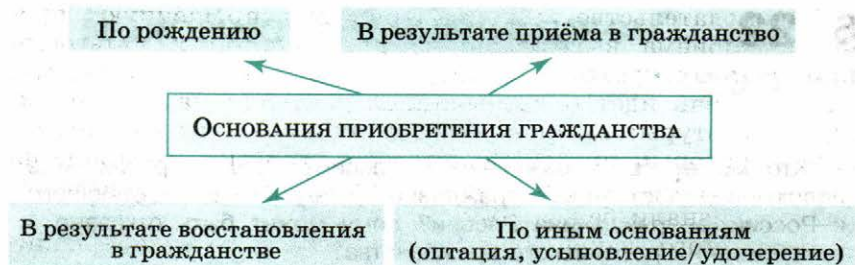 По рождению
В результате приёма в гражданство
Основания приобретения гражданства
В результате восстановления
в гражданстве
По иным основаниям
(оптация, усыновление/удочерение)